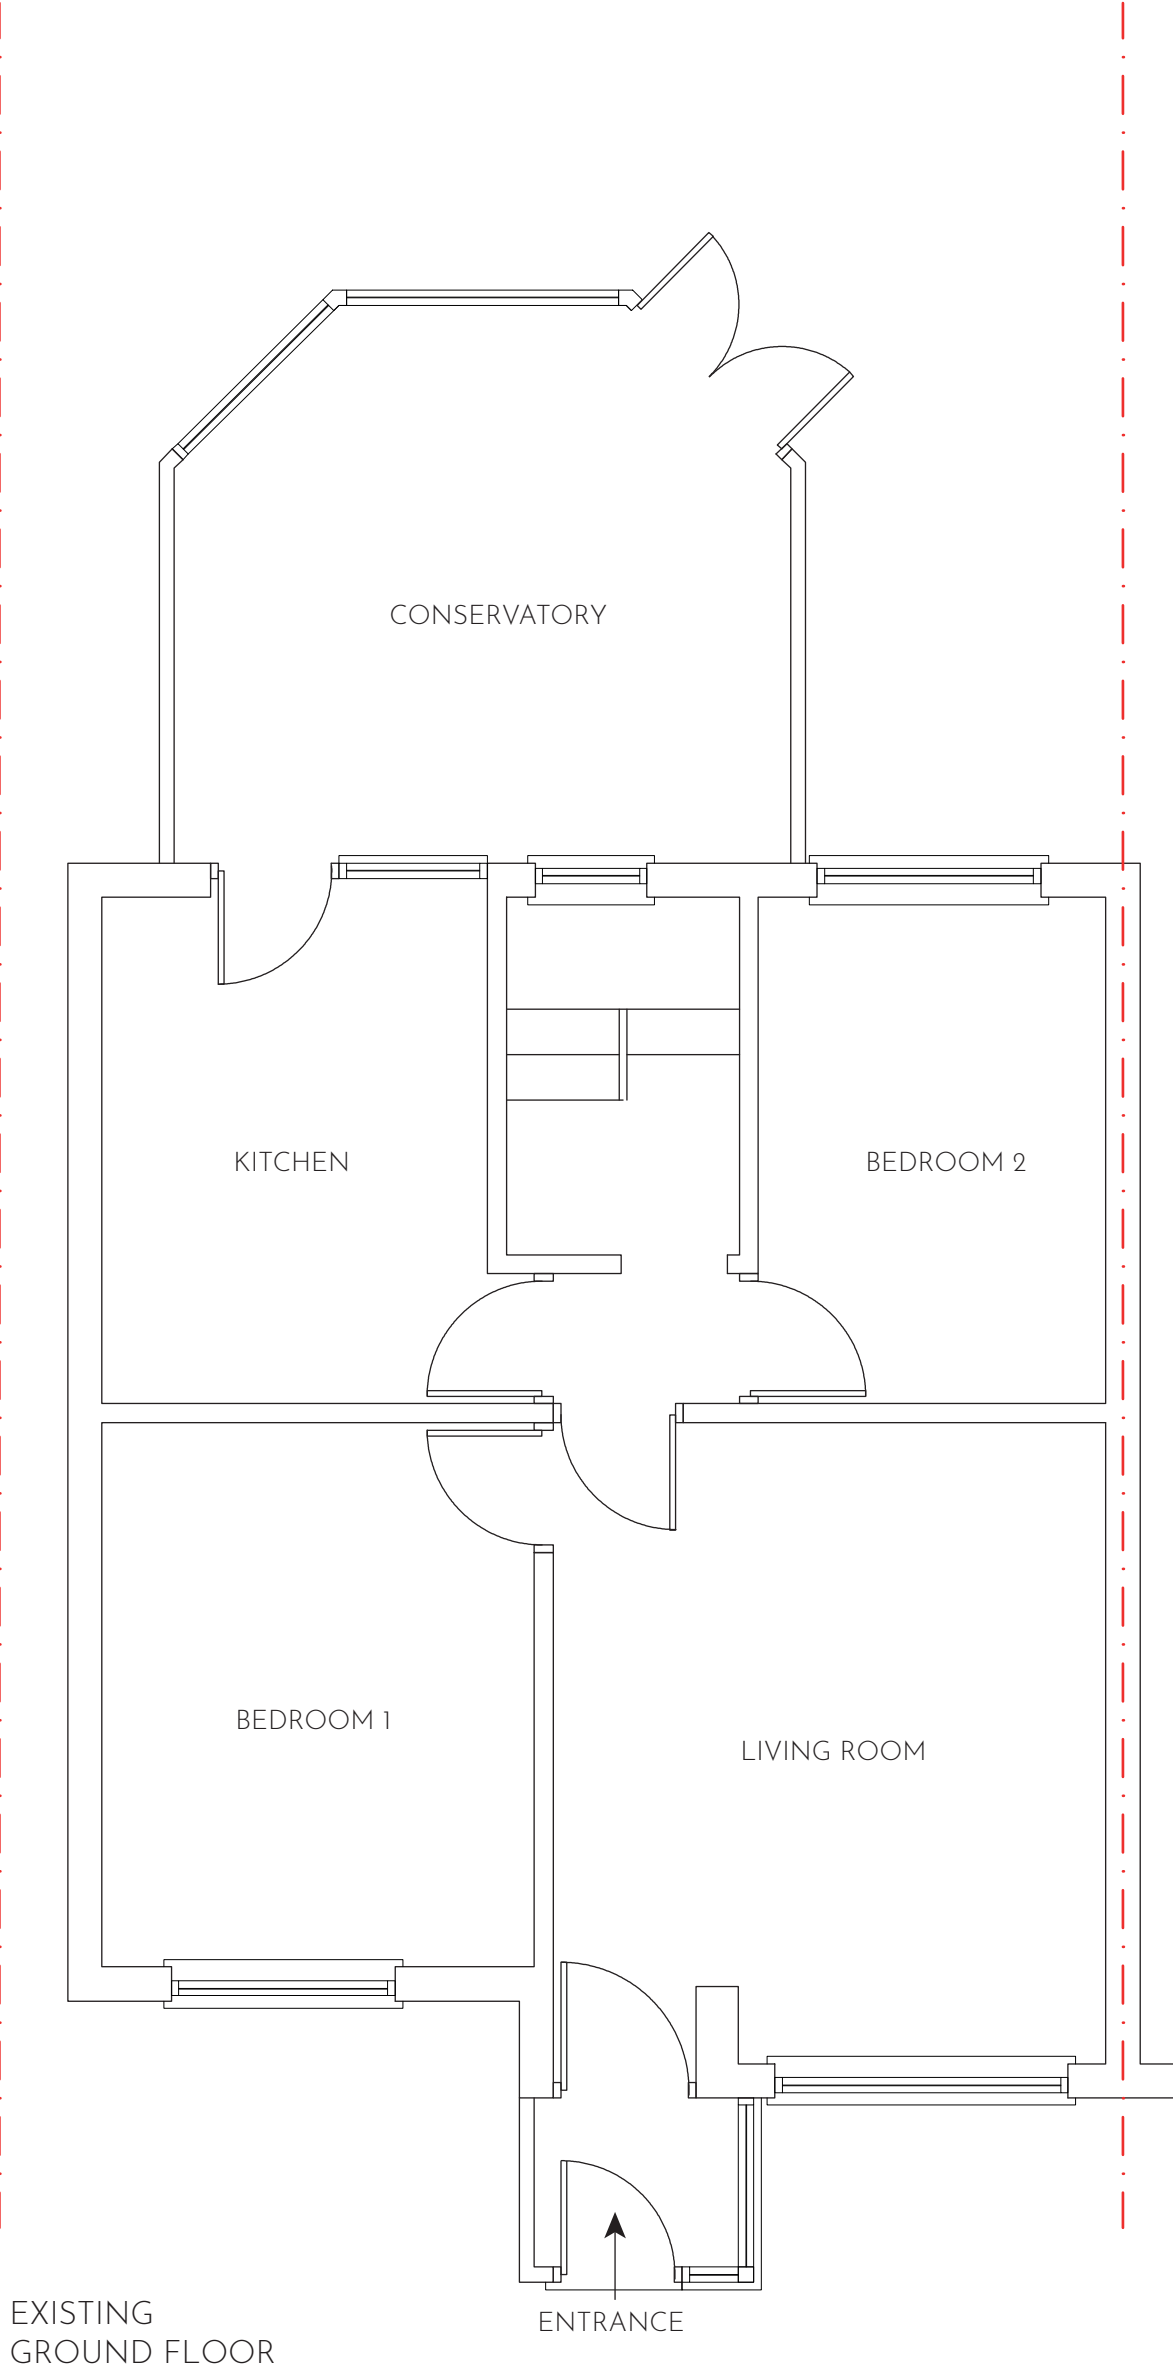 CONSERVATORY
KITCHEN
BEDROOM 2
BEDROOM 1
LIVING ROOM
ENTRANCE
EXISTING
GROUND FLOOR